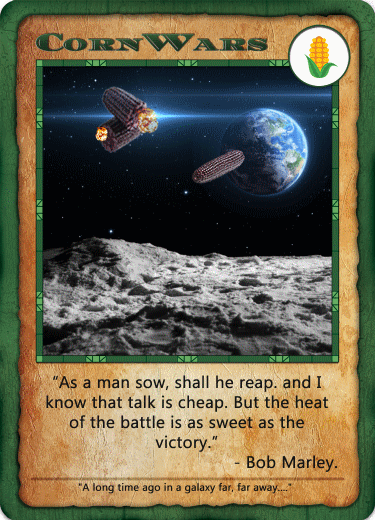 CornWars
“As a man sow, shall he reap. and I
know that talk is cheap. But the heat
of the battle is as sweet as the
victory.”
- Bob Marley.
"A long time ago in a galaxy far, far away...."